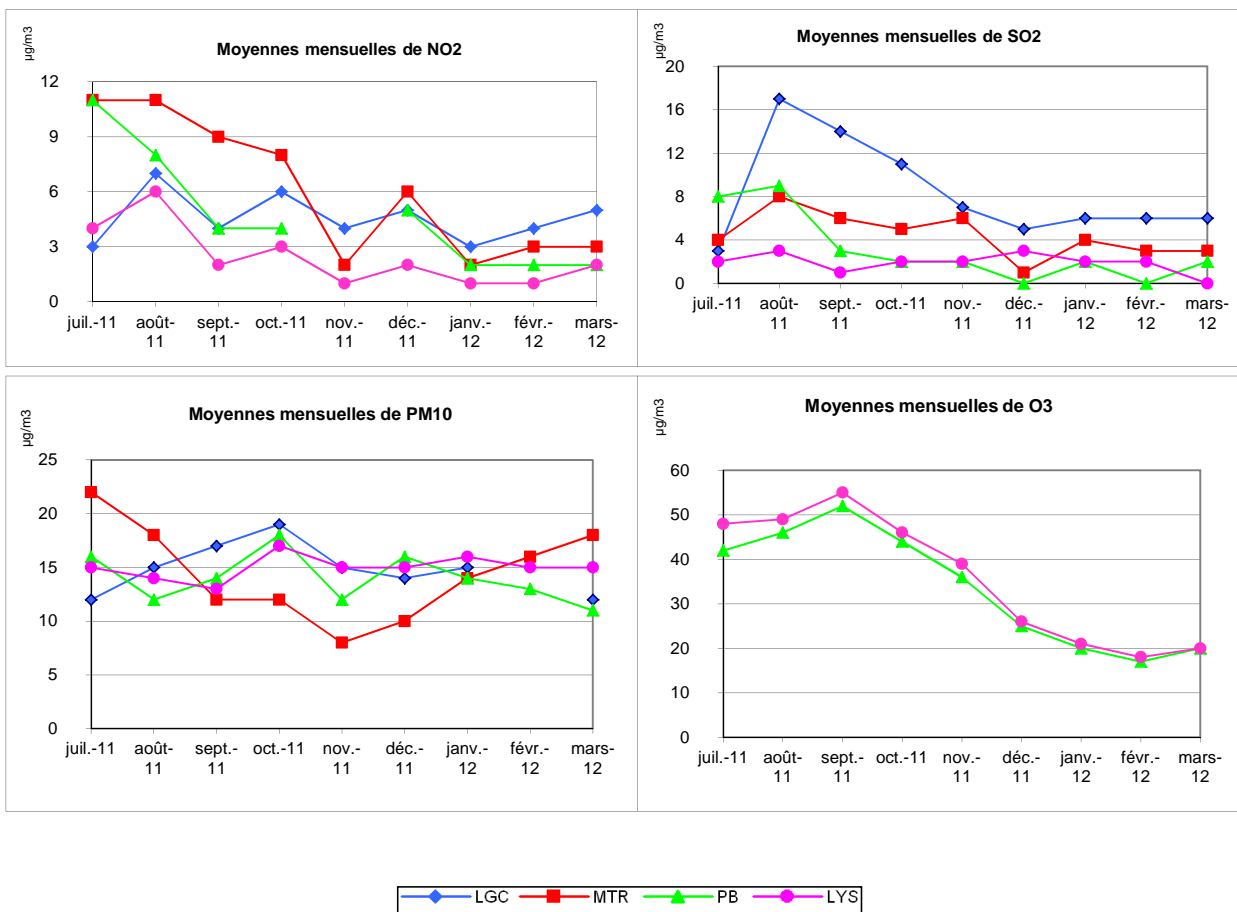 µg/m3
Moyennes mensuelles de NO2
12
9
6
3
0
juil.-11 août-11 sept.-11 oct.-11 nov.-11 déc.-11 janv.-12 févr.-12 mars-12
µg/m3
Moyennes mensuelles de SO2
20
16
12
8
4
0
juil.-11 août-11 sept.-11 oct.-11 nov.-11 déc.-11 janv.-12 févr.-12 mars-12
µg/m3
Moyennes mensuelles de PM10
25
20
15
10
5
0
juil.-11 août-11 sept.-11 oct.-11 nov.-11 déc.-11 janv.-12 févr.-12 mars-12
µg/m3
Moyennes mensuelles de O3
60
50
40
30
20
10
0
juil.-11 août-11 sept.-11 oct.-11 nov.-11 déc.-11 janv.-12 févr.-12 mars-12
LGC MTR PB LYS